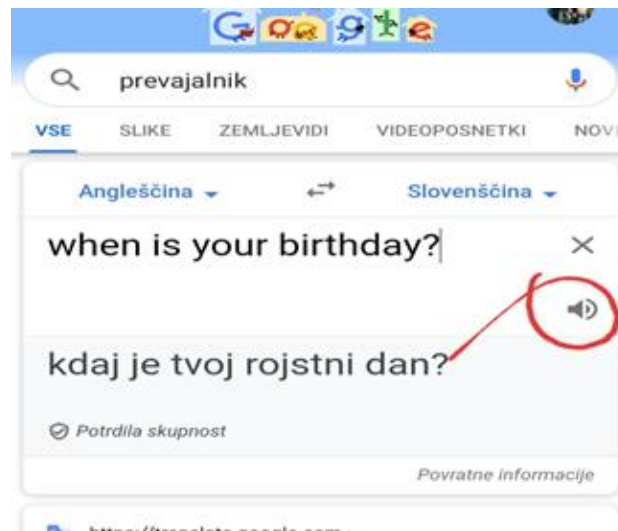 Google
prevajalnik
VSE SLIKE ZEMLJEVIDI VIDEOPOSNETKI
Angleščina Slovenščina
when is your birthday?
kdaj je tvoj rojstni dan?
Potrdila skupnost
Povratne informacije